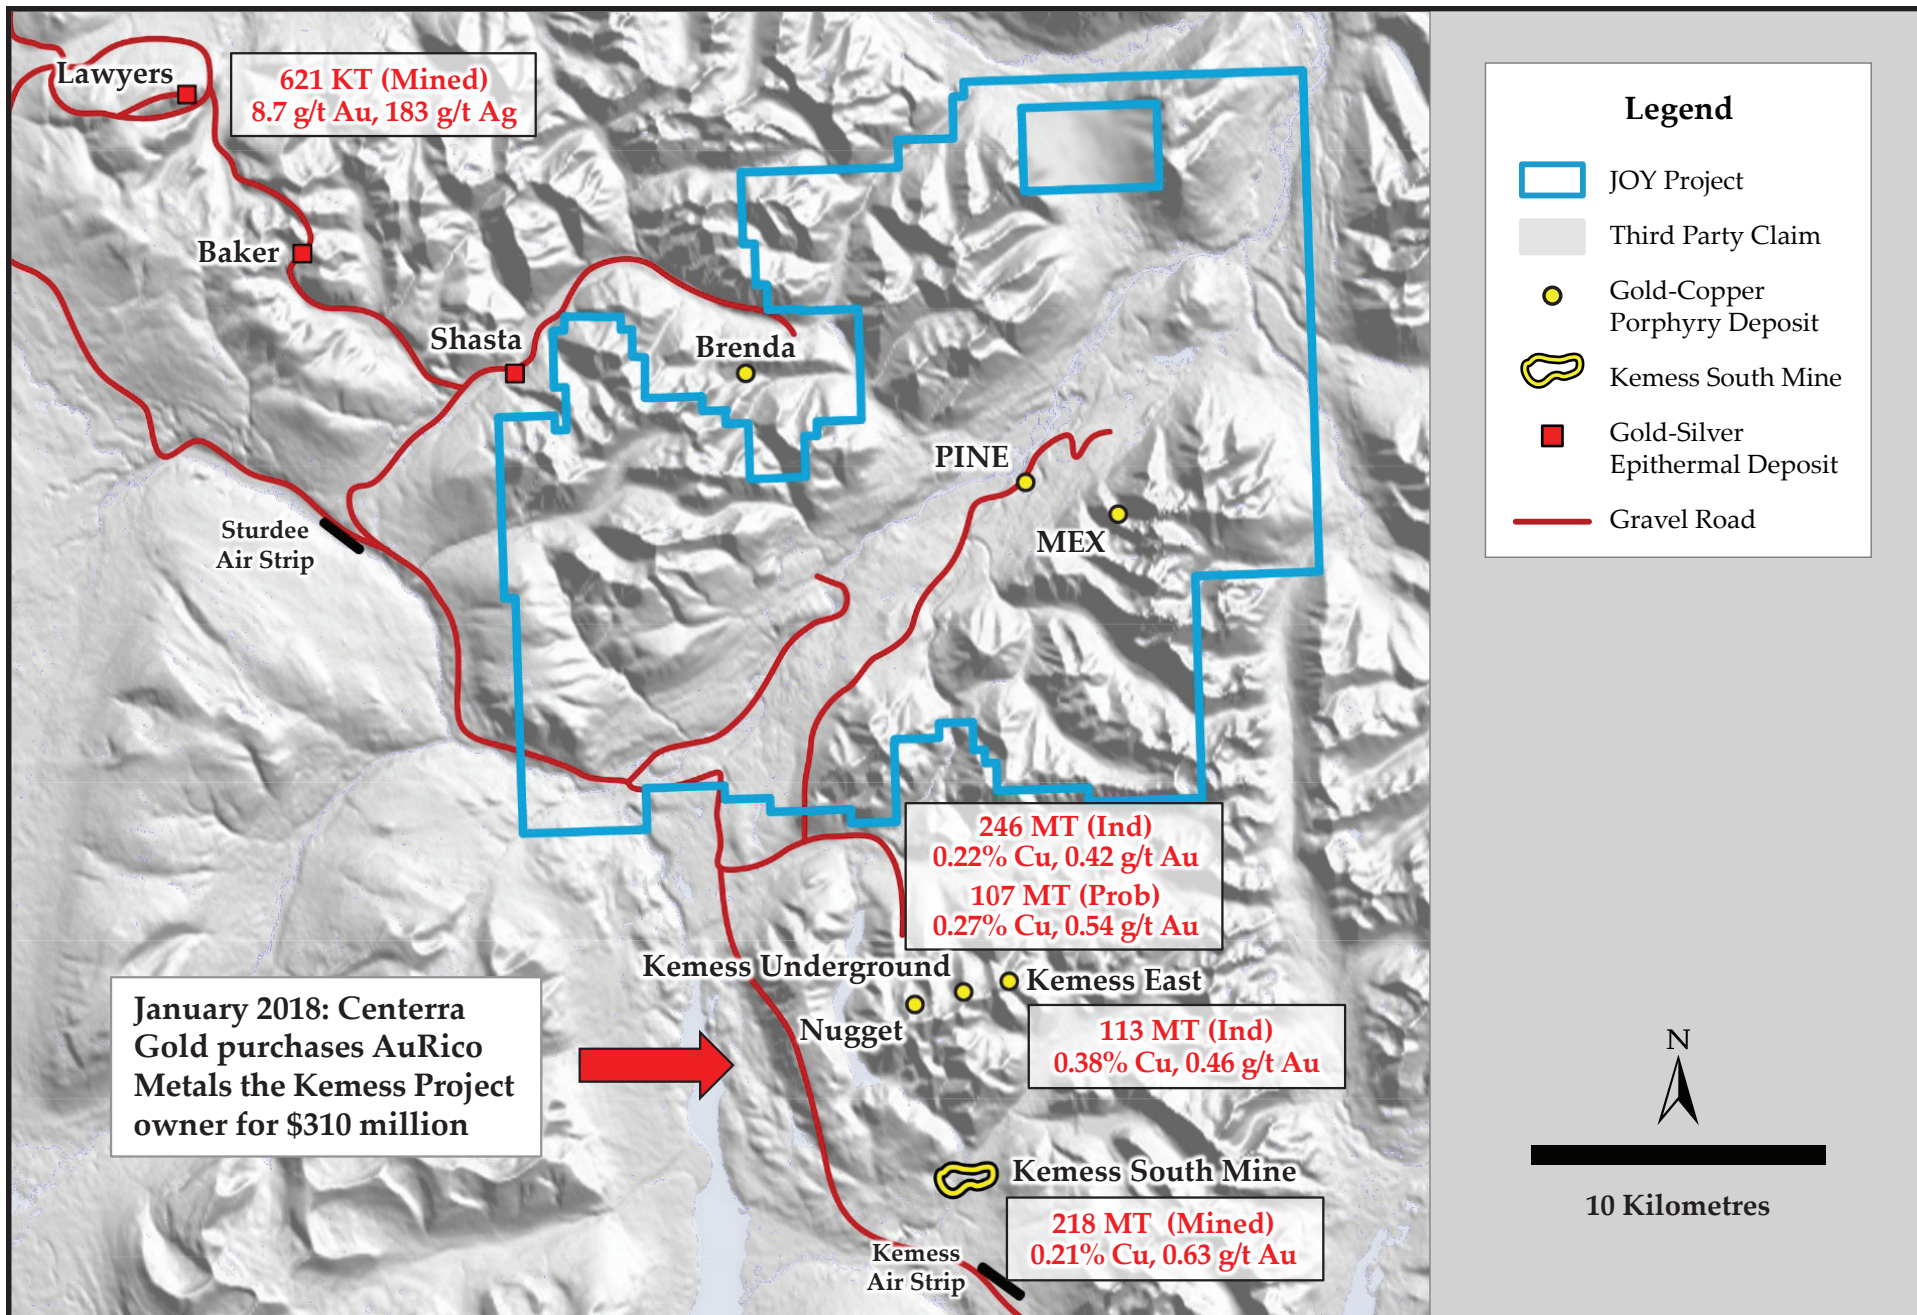 Lawyers
621 KT (Mined)
8.7 g/t Au, 183 g/t Ag
Baker
Shasta
Brenda
PINE
MEX
Sturdee
Air Strip
246 MT (Ind)
0.22% Cu, 0.42 g/t Au
107 MT (Prob)
0.27% Cu, 0.54 g/t Au
Kemess Underground
Kemess East
Nugget
113 MT (Ind)
0.38% Cu, 0.46 g/t Au
January 2018: Centerra
Gold purchases AuRico
Metals the Kemess Project
owner for $310 million
Kemess South Mine
218 MT (Mined)
0.21% Cu, 0.63 g/t Au
Kemess
Air Strip
Legend
JOY Project
Third Party Claim
Gold-Copper
Porphyry Deposit
Kemess South Mine
Gold-Silver
Epithermal Deposit
Gravel Road
N
10 Kilometres